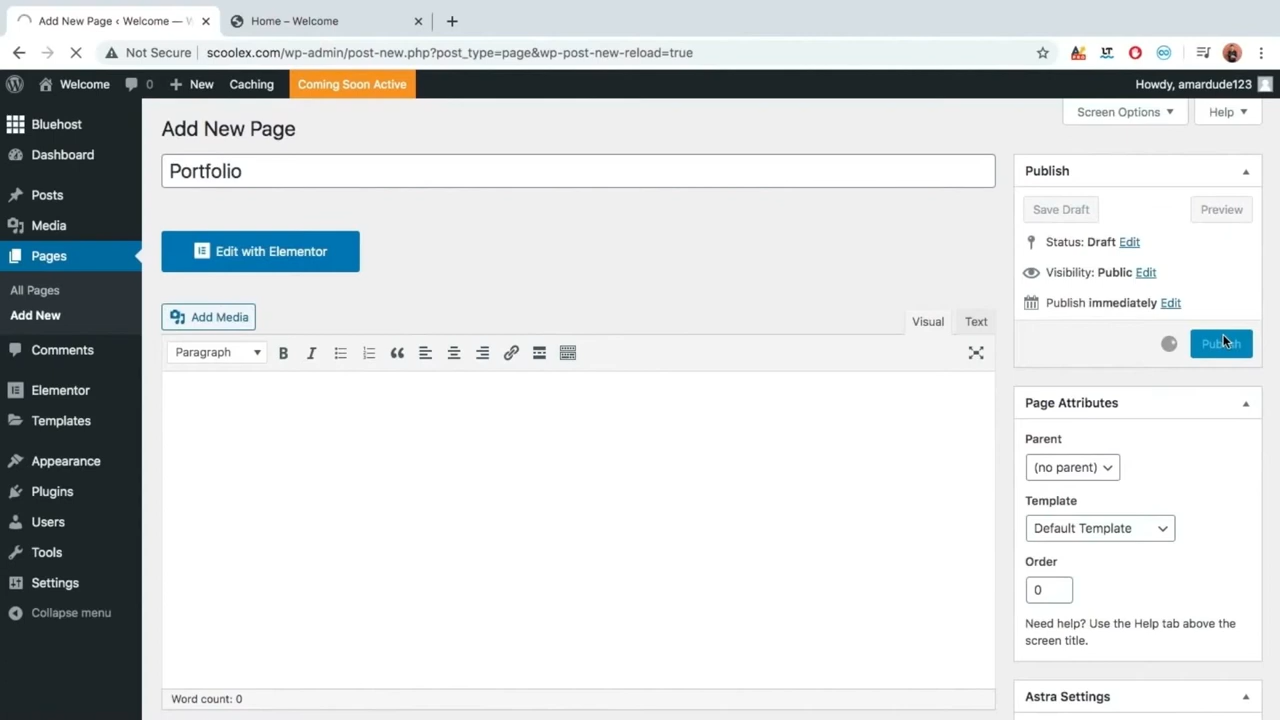 Add New Page ‹ Welcome — W
Home – Welcome
Not Secure
scoolex.com/wp-admin/post-new.php?post_type=page&wp-post-new-reload=true
Welcome
0
New
Caching
Coming Soon Active
Howdy, amardude123
Screen Options
Help
Bluehost
Dashboard
Posts
Media
Pages
All Pages
Add New
Comments
Elementor
Templates
Appearance
Plugins
Users
Tools
Settings
Collapse menu
Add New Page
Portfolio
Edit with Elementor
Add Media
Visual
Text
Paragraph
B
I
Word count: 0
Publish
Save Draft
Preview
Status: Draft Edit
Visibility: Public Edit
Publish immediately Edit
Publish
Page Attributes
Parent
(no parent)
Template
Default Template
Order
0
Need help? Use the Help tab above the
screen title.
Astra Settings